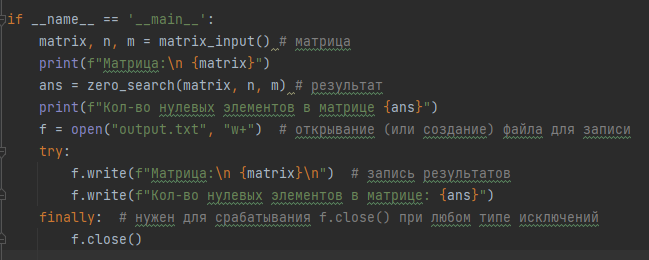 if __name__ == '__main__':
    matrix, n, m = matrix_input() # матрица
    print(f"Матрица:\n {matrix}")
    ans = zero_search(matrix, n, m) # результат
    print(f"Кол-во нулевых элементов в матрице {ans}")
    f = open("output.txt", "w+")  # открывание (или создание) файла для записи
    try:
        f.write(f"Матрица:\n {matrix}\n")  # запись результатов
        f.write(f"Кол-во нулевых элементов в матрице: {ans}")
    finally:  # нужен для срабатывания f.close() при любом типе исключений
        f.close()